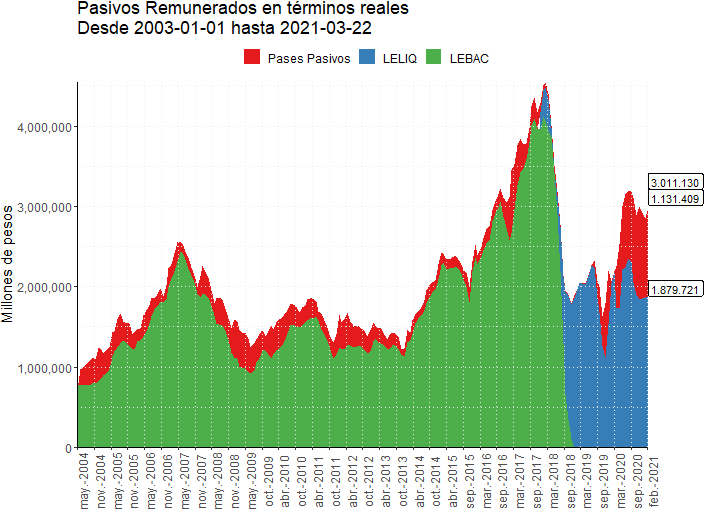 Pasivos Remunerados en términos reales
Desde 2003-01-01 hasta 2021-03-22
Pases Pasivos LELIQ LEBAC
Millones de pesos
4,000,000
3,000,000
2,000,000
1,000,000
0
3.011.130
1.131.409
1.879.721
may.-2004
nov.-2004
may.-2005
nov.-2005
may.-2006
nov.-2006
may.-2007
nov.-2007
may.-2008
nov.-2008
may.-2009
oct.-2009
abr.-2010
oct.-2010
abr.-2011
oct.-2011
abr.-2012
oct.-2012
abr.-2013
oct.-2013
abr.-2014
oct.-2014
abr.-2015
sep.-2015
mar.-2016
sep.-2016
mar.-2017
sep.-2017
mar.-2018
sep.-2018
mar.-2019
sep.-2019
mar.-2020
sep.-2020
feb.-2021